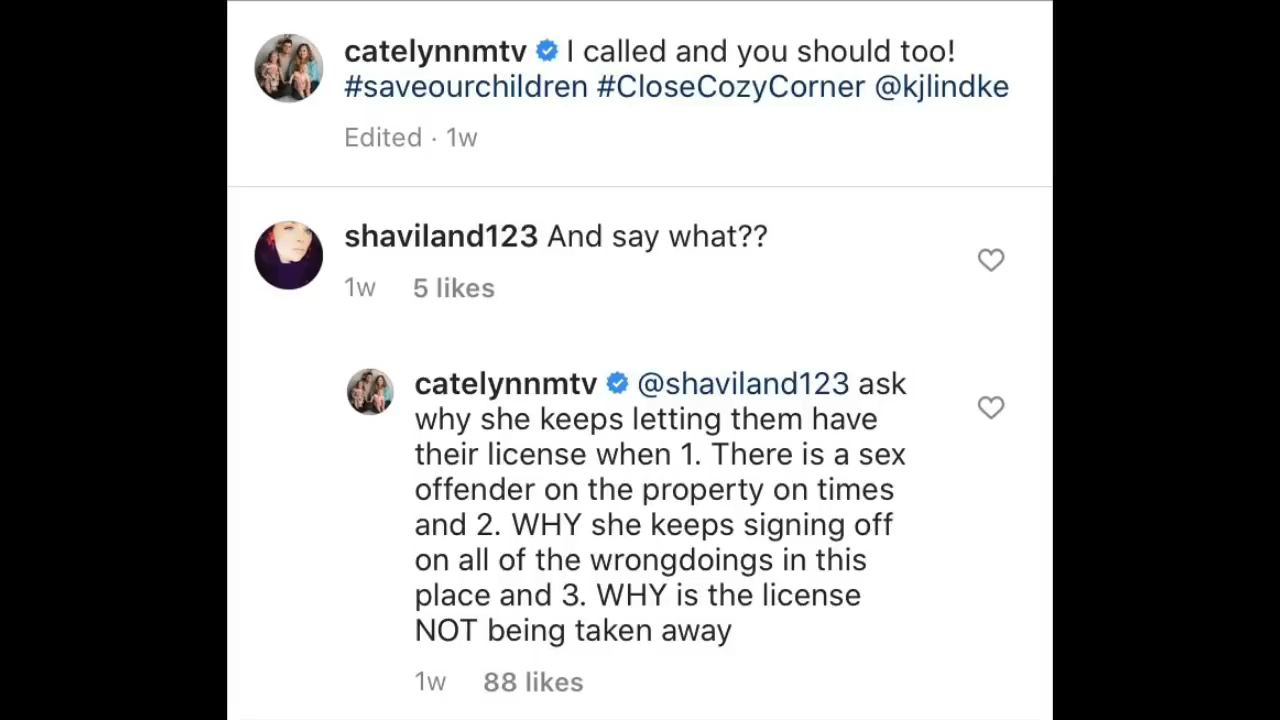 catelynnmtv I called and you should too!
#saveourchildren #CloseCozyCorner @kjlindke
Edited · 1w
shaviland123 And say what??
1w 5 likes
catelynnmtv @shaviland123 ask
why she keeps letting them have
their license when 1. There is a sex
offender on the property on times
and 2. WHY she keeps signing off
on all of the wrongdoings in this
place and 3. WHY is the license
NOT being taken away
1w 88 likes